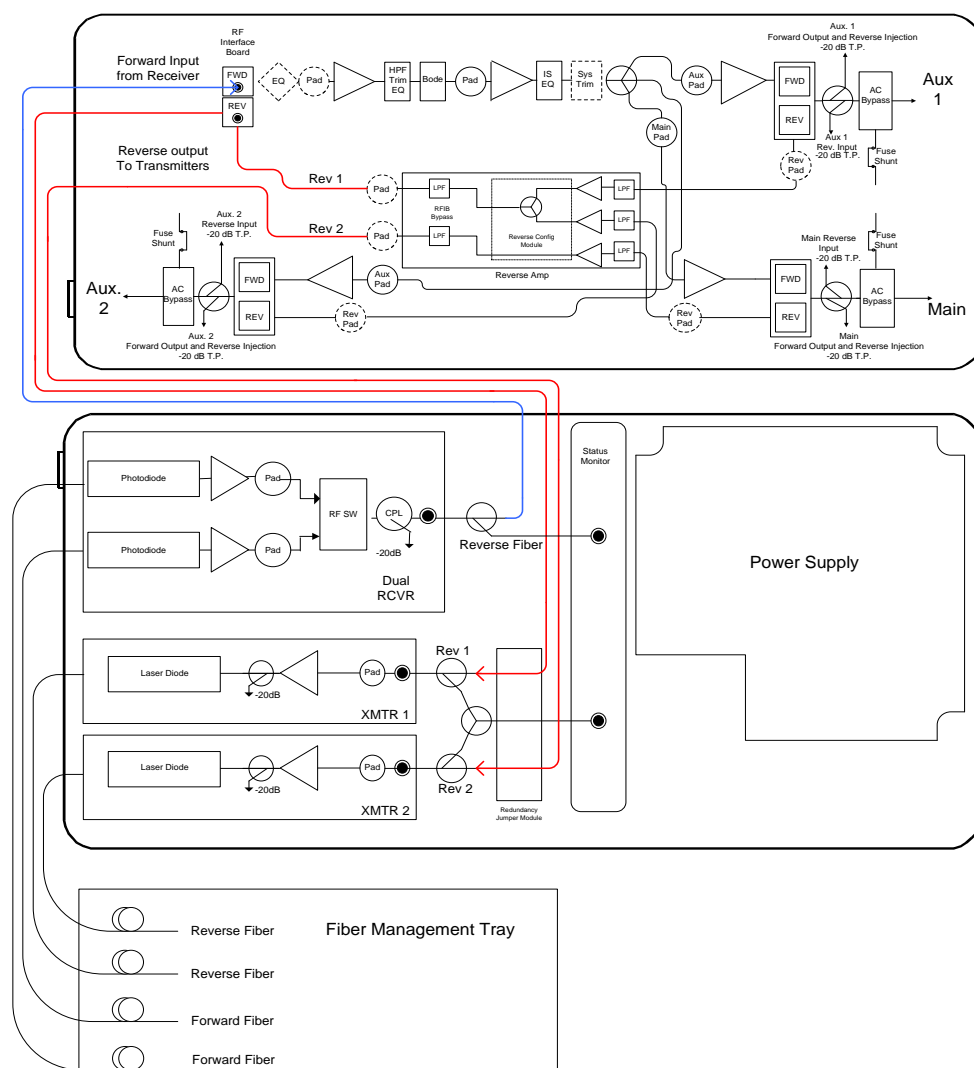 RF
Interface
Board
Forward Input
from Receiver
FWD
REV
EQ
Pad
HPF
Trim
EQ
Bode
Pad
IS
EQ
Sys
Trim
Aux
Pad
Main
Pad
FWD
REV
Aux. 1
Forward Output and Reverse Injection
-20 dB T.P.
AC
Bypass
Aux
1
Aux 1
Rev. Input
-20 dB T.P.
Fuse
Shunt
Rev
Pad
Reverse output
To Transmitters
Rev 1
Pad
LPF
RFIB
Bypass
LPF
Rev 2
Pad
LPF
LPF
LPF
Reverse Config
Module
Reverse Amp
Aux. 2
Reverse Input
-20 dB T.P.
Fuse
Shunt
Aux.
2
AC
Bypass
FWD
REV
Aux
Pad
Rev
Pad
Aux. 2
Forward Output and Reverse Injection
-20 dB T.P.
Rev
Pad
Main Reverse
Input
-20 dB T.P.
Fuse
Shunt
FWD
REV
AC
Bypass
Main
Main
Forward Output and Reverse Injection
-20 dB T.P.
Photodiode
Pad
RF SW
CPL
-20dB
Photodiode
Pad
Dual
RCVR
Reverse Fiber
Status
Monitor
Power Supply
Laser Diode
-20dB
Pad
XMTR 1
Rev 1
Laser Diode
-20dB
Pad
XMTR 2
Rev 2
Redundancy
Jumper Module
Fiber Management Tray
Reverse Fiber
Reverse Fiber
Forward Fiber
Forward Fiber